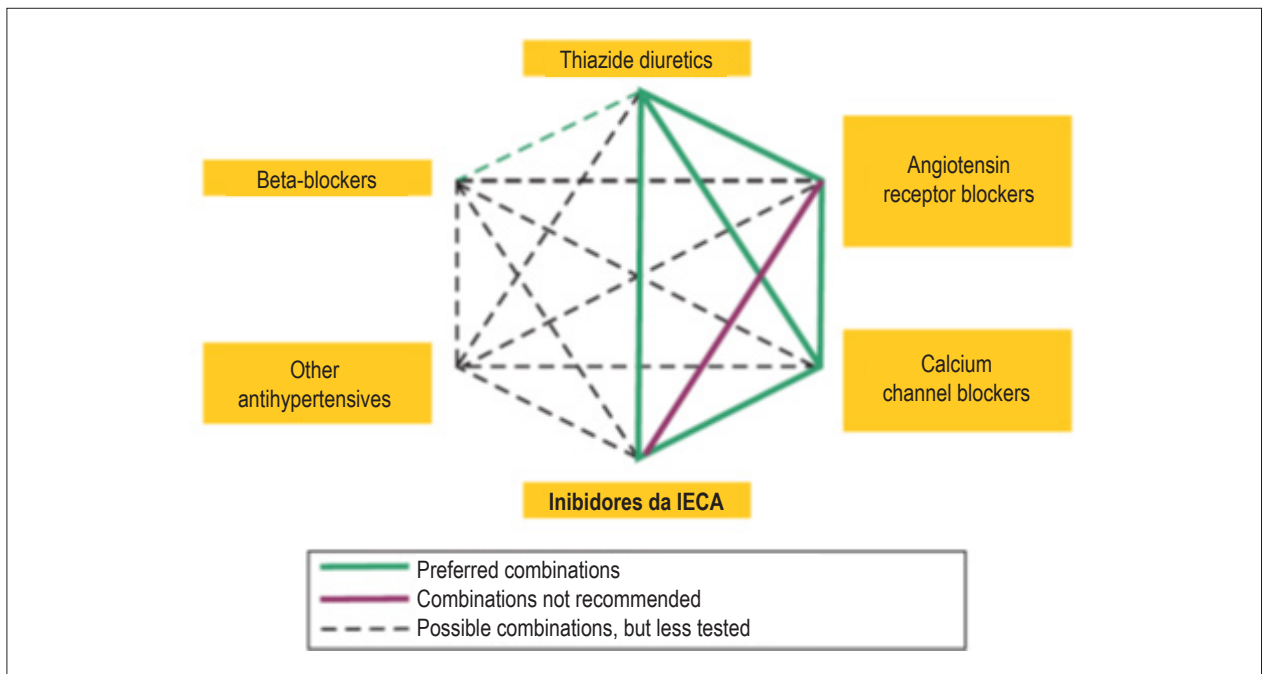 Thiazide diuretics
Beta-blockers
Angiotensin
receptor blockers
Other
antihypertensives
Calcium
channel blockers
Inibidores da IECA
Preferred combinations
Combinations not recommended
Possible combinations, but less tested